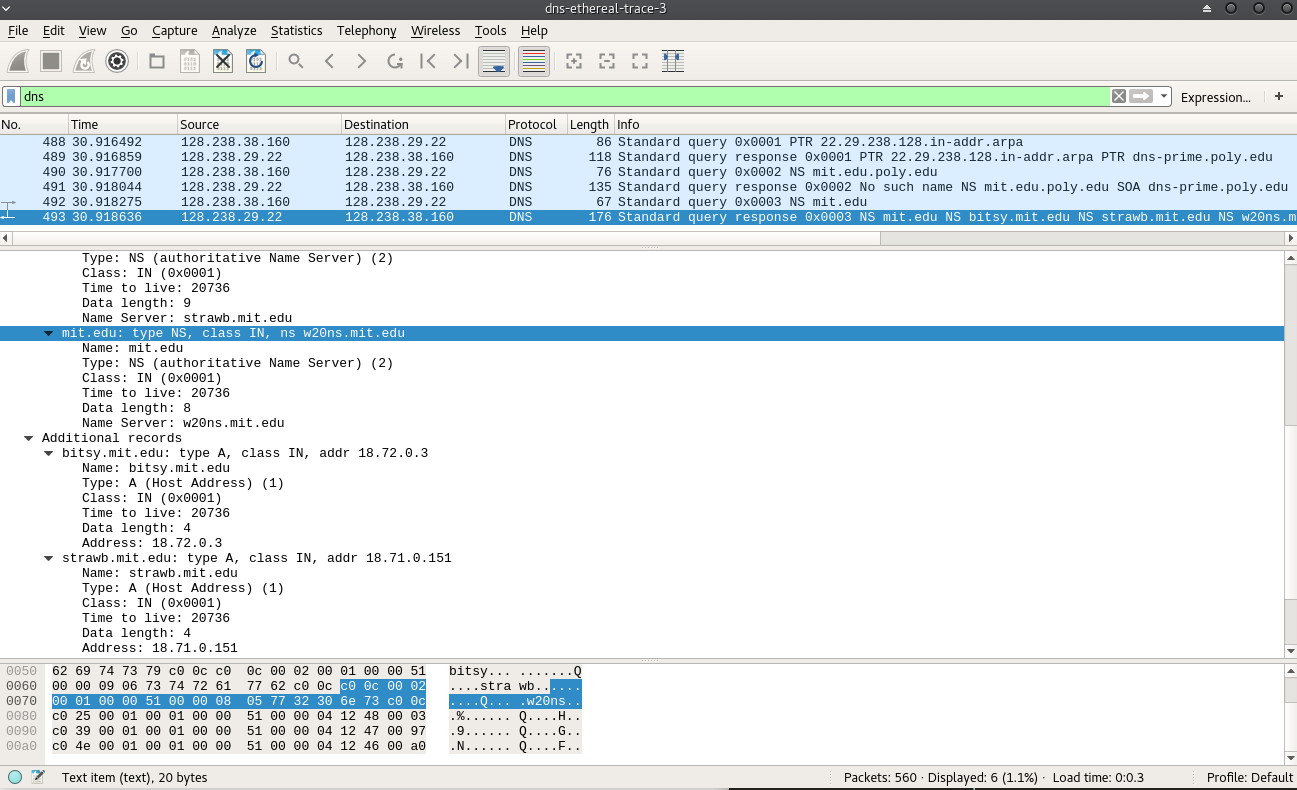 dns-ethereal-trace-3
File Edit View Go Capture Analyze Statistics Telephony Wireless Tools Help
dns Expression... +
No. Time Source Destination Protocol Length Info
488 30.916492 128.238.38.160 128.238.29.22 DNS 86 Standard query 0x0001 PTR 22.29.238.128.in-addr.arpa
489 30.916859 128.238.29.22 128.238.38.160 DNS 118 Standard query response 0x0001 PTR 22.29.238.128.in-addr.arpa PTR dns-prime.poly.edu
490 30.917700 128.238.38.160 128.238.29.22 DNS 76 Standard query 0x0002 NS mit.edu.poly.edu
491 30.918044 128.238.29.22 128.238.38.160 DNS 135 Standard query response 0x0002 No such name NS mit.edu.poly.edu SOA dns-prime.poly.edu
492 30.918275 128.238.38.160 128.238.29.22 DNS 67 Standard query 0x0003 NS mit.edu
493 30.918636 128.238.29.22 128.238.38.160 DNS 176 Standard query response 0x0003 NS mit.edu NS bitsy.mit.edu NS strawb.mit.edu NS w20ns.m
Type: NS (authoritative Name Server) (2)
Class: IN (0x0001)
Time to live: 20736
Data length: 9
Name Server: strawb.mit.edu
mit.edu: type NS, class IN, ns w20ns.mit.edu
Name: mit.edu
Type: NS (authoritative Name Server) (2)
Class: IN (0x0001)
Time to live: 20736
Data length: 8
Name Server: w20ns.mit.edu
Additional records
bitsy.mit.edu: type A, class IN, addr 18.72.0.3
Name: bitsy.mit.edu
Type: A (Host Address) (1)
Class: IN (0x0001)
Time to live: 20736
Data length: 4
Address: 18.72.0.3
strawb.mit.edu: type A, class IN, addr 18.71.0.151
Name: strawb.mit.edu
Type: A (Host Address) (1)
Class: IN (0x0001)
Time to live: 20736
Data length: 4
Address: 18.71.0.151
0050 62 69 74 73 79 c0 0c c0 0c 00 02 00 01 00 00 51 bitsy... .......Q
0060 00 00 09 06 73 74 72 61 77 62 c0 0c c0 0c 00 02 ....stra wb......
0070 00 01 00 00 51 00 00 08 05 77 32 30 6e 73 c0 0c ....Q... .w20ns..
0080 c0 25 00 01 00 01 00 00 51 00 00 04 12 48 00 03 .%...... Q....H..
0090 c0 39 00 01 00 01 00 00 51 00 00 04 12 47 00 97 .9...... Q....G..
00a0 c0 4e 00 01 00 01 00 00 51 00 00 04 12 46 00 a0 .N...... Q....F..
Text item (text), 20 bytes Packets: 560 · Displayed: 6 (1.1%) · Load time: 0:0.3 Profile: Default